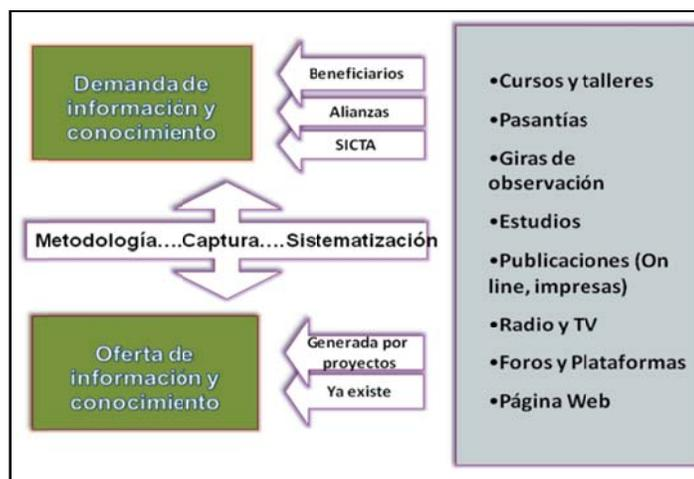 Demanda de
información y
conocimiento
Beneficiarios
Alianzas
SICTA
Metodología....Captura....Sistematización
Oferta de
información y
conocimiento
Generada por
proyectos
Ya existe
•Cursos y talleres
•Pasantías
•Giras de
observación
•Estudios
•Publicaciones (On
line, impresas)
•Radio y TV
•Foros y Plataformas
•Página Web